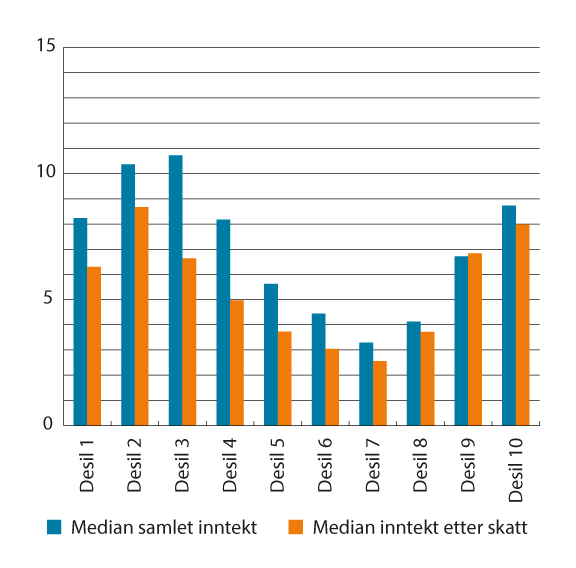 15
10
5
0
Desil 1
Desil 2
Desil 3
Desil 4
Desil 5
Desil 6
Desil 7
Desil 8
Desil 9
Desil 10
Median samlet inntekt
Median inntekt etter skatt